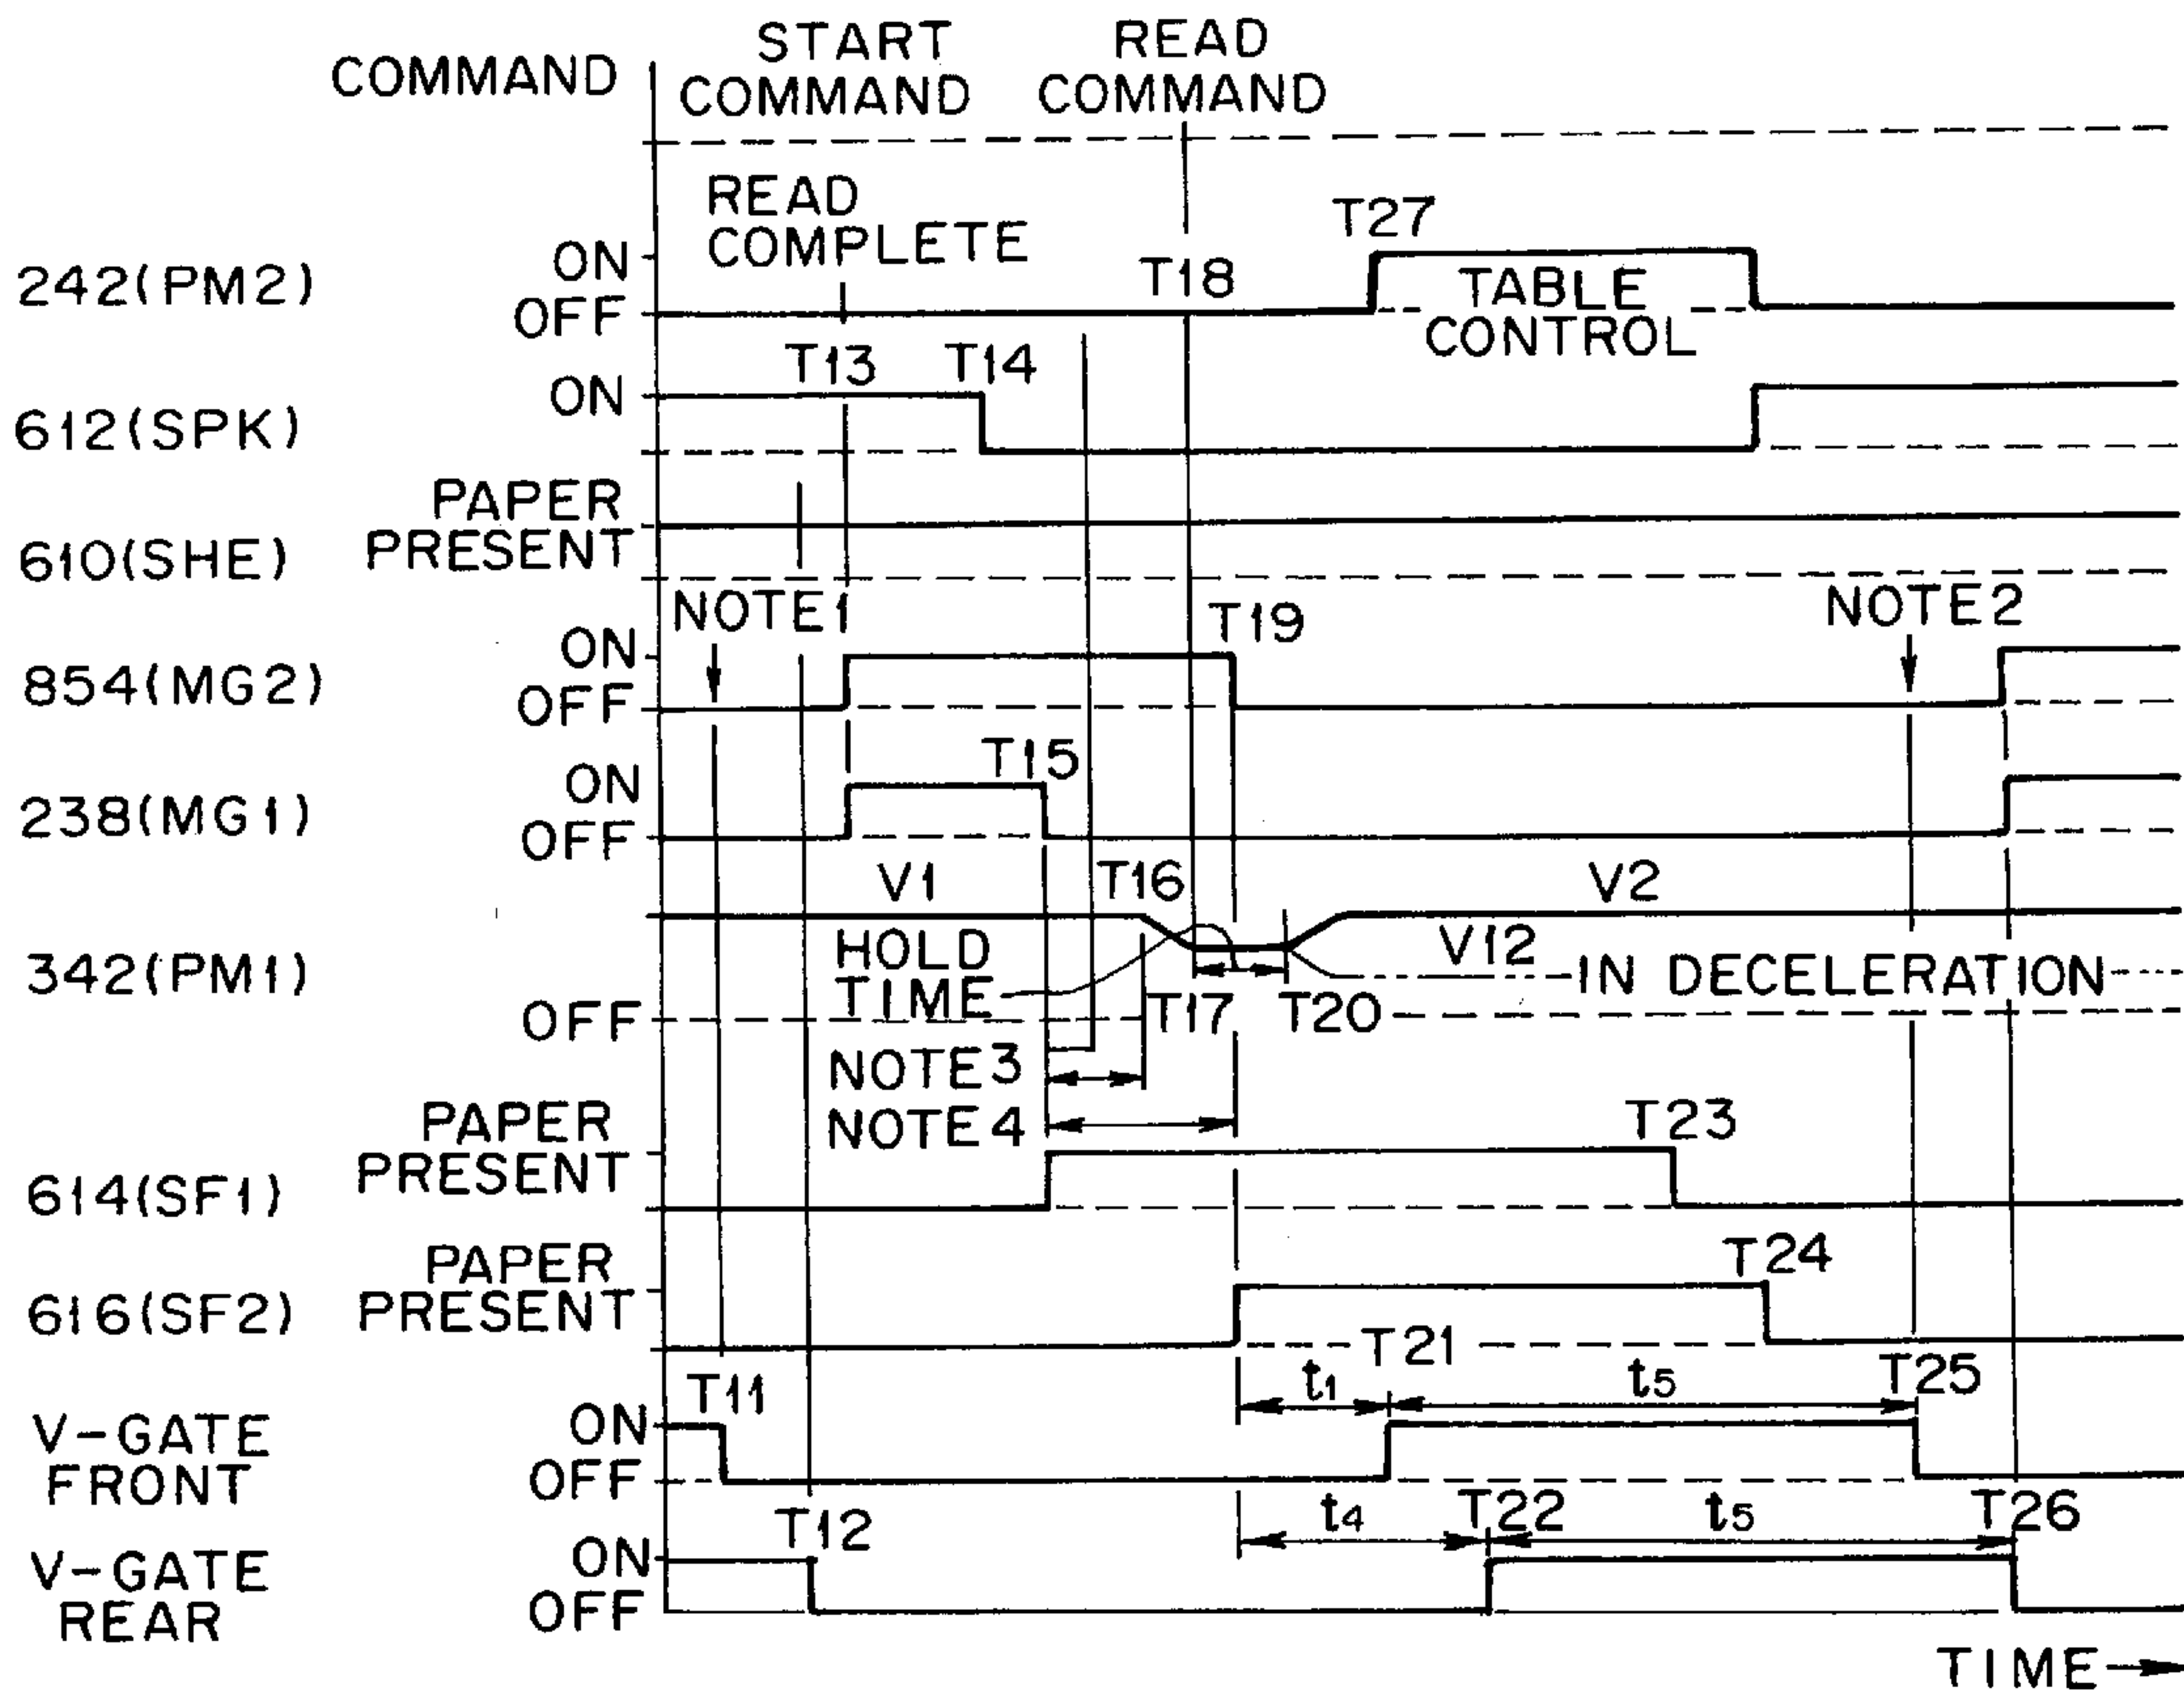 COMMAND
START
COMMAND
READ
COMMAND
READ
COMPLETE
T27
242(PM2)
ON
OFF
T18
TABLE
CONTROL
T13
T14
612(SPK)
ON
610(SHE)
PAPER
PRESENT
NOTE1
T19
NOTE2
854(MG2)
ON
OFF
T15
238(MG1)
ON
OFF
V1
T16
V2
342(PM1)
HOLD
TIME
V12
IN DECELERATION
OFF
T17
T20
NOTE3
NOTE4
614(SF1)
PAPER
PRESENT
T23
616(SF2)
PAPER
PRESENT
T24
T21
T11
t1
t5
T25
V-GATE
FRONT
ON
OFF
T12
t4
T22
t5
T26
V-GATE
REAR
ON
OFF
TIME